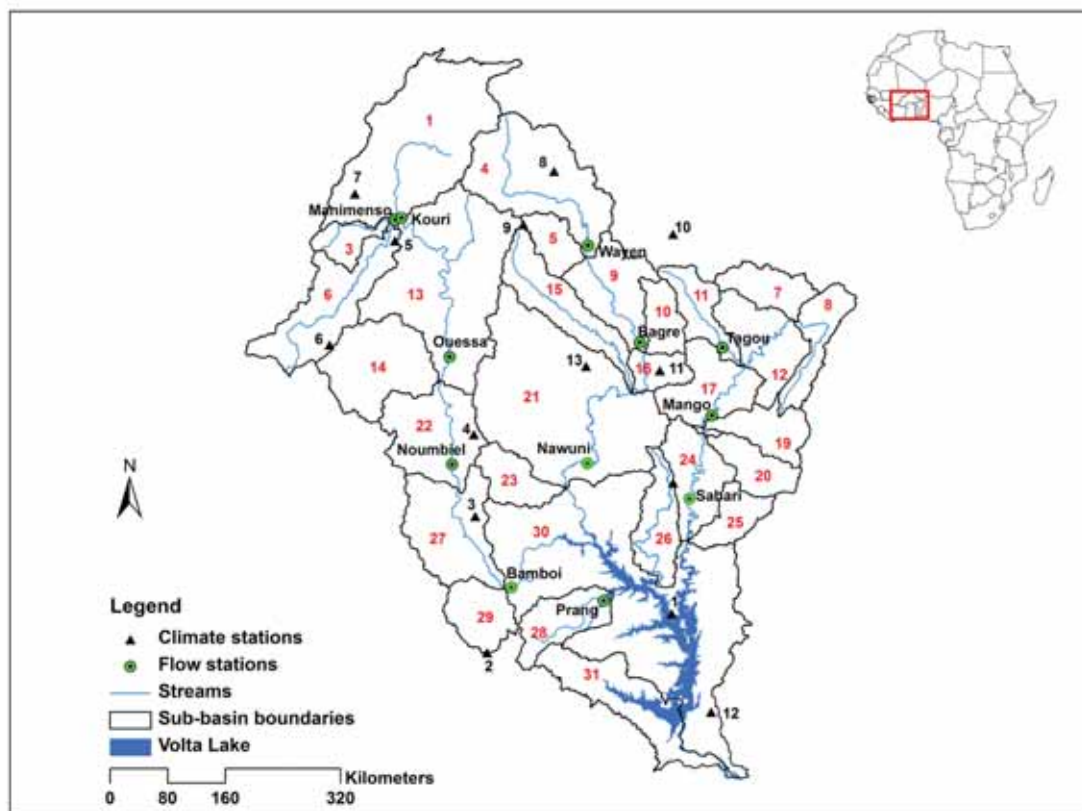 1
4
8
7
Manimenso
Kouri
9
5
10
3
5
Wayen
9
11
7
8
6
13
15
10
6
Ouessa
Bagre
Tagou
14
13
16
11
12
21
17
Mango
22
4
19
N
Noumbiel
Nawuni
24
23
20
3
Sabari
25
27
30
26
Bamboi
Prang
1
Legend
29
28
Climate stations
2
Flow stations
31
Streams
12
Sub-basin boundaries
Volta Lake
Kilometers
0 80 160 320